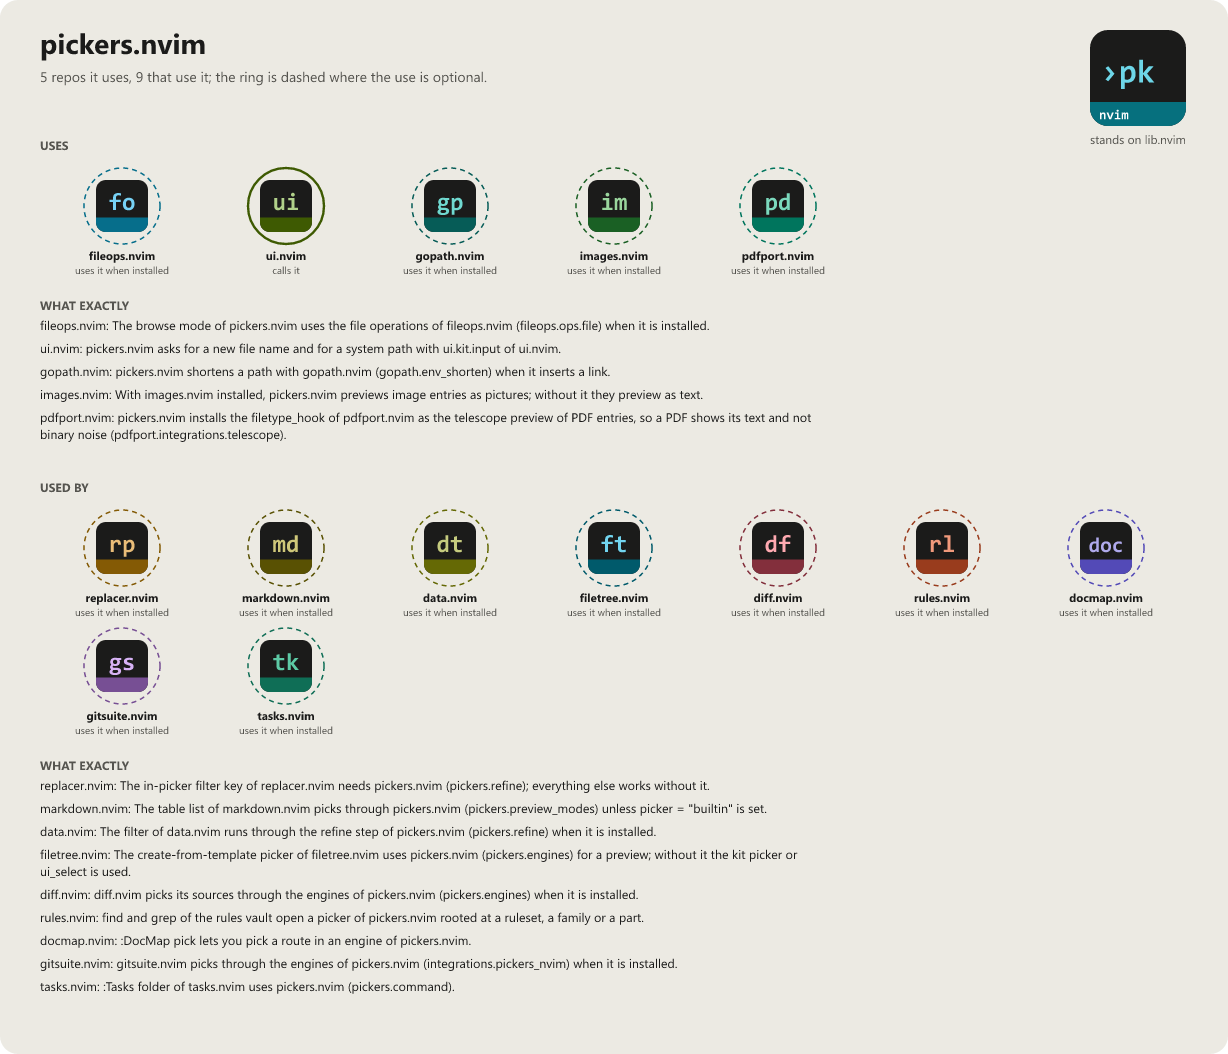 pickers.nvim
5 repos it uses, 9 that use it; the ring is dashed where the use is optional.
›pk
nvim
stands on lib.nvim
USES
fo
ui
gp
im
pd
fileops.nvim
ui.nvim
gopath.nvim
images.nvim
pdfport.nvim
uses it when installed
calls it
uses it when installed
uses it when installed
uses it when installed
WHAT EXACTLY
fileops.nvim: The browse mode of pickers.nvim uses the file operations of fileops.nvim (fileops.ops.file) when it is installed.
ui.nvim: pickers.nvim asks for a new file name and for a system path with ui.kit.input of ui.nvim.
gopath.nvim: pickers.nvim shortens a path with gopath.nvim (gopath.env_shorten) when it inserts a link.
images.nvim: With images.nvim installed, pickers.nvim previews image entries as pictures; without it they preview as text.
pdfport.nvim: pickers.nvim installs the filetype_hook of pdfport.nvim as the telescope preview of PDF entries, so a PDF shows its text and not
binary noise (pdfport.integrations.telescope).
USED BY
rp
md
dt
ft
df
rl
doc
replacer.nvim
markdown.nvim
data.nvim
filetree.nvim
diff.nvim
rules.nvim
docmap.nvim
uses it when installed
uses it when installed
uses it when installed
uses it when installed
uses it when installed
uses it when installed
uses it when installed
gs
tk
gitsuite.nvim
tasks.nvim
uses it when installed
uses it when installed
WHAT EXACTLY
replacer.nvim: The in-picker filter key of replacer.nvim needs pickers.nvim (pickers.refine); everything else works without it.
markdown.nvim: The table list of markdown.nvim picks through pickers.nvim (pickers.preview_modes) unless picker = "builtin" is set.
data.nvim: The filter of data.nvim runs through the refine step of pickers.nvim (pickers.refine) when it is installed.
filetree.nvim: The create-from-template picker of filetree.nvim uses pickers.nvim (pickers.engines) for a preview; without it the kit picker or
ui_select is used.
diff.nvim: diff.nvim picks its sources through the engines of pickers.nvim (pickers.engines) when it is installed.
rules.nvim: find and grep of the rules vault open a picker of pickers.nvim rooted at a ruleset, a family or a part.
docmap.nvim: :DocMap pick lets you pick a route in an engine of pickers.nvim.
gitsuite.nvim: gitsuite.nvim picks through the engines of pickers.nvim (integrations.pickers_nvim) when it is installed.
tasks.nvim: :Tasks folder of tasks.nvim uses pickers.nvim (pickers.command).